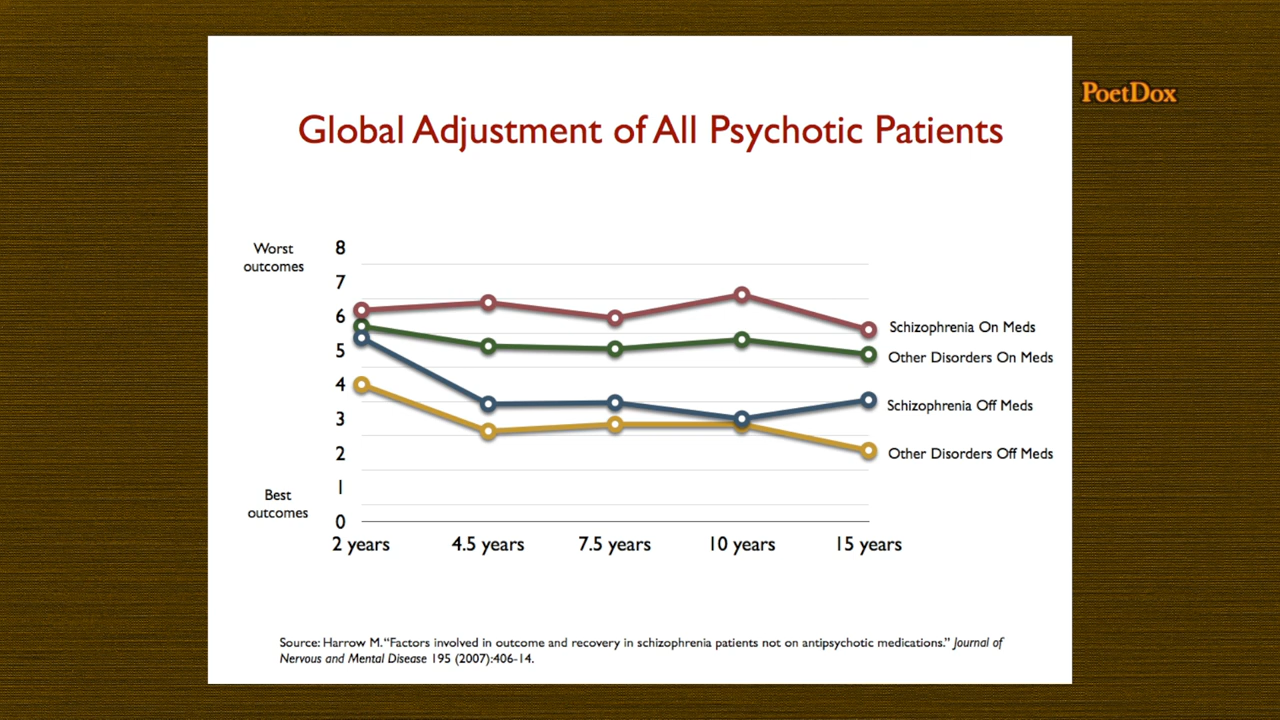 PoetDox
Global Adjustment of All Psychotic Patients
Worst
outcomes
8
7
6
5
4
3
2
1
0
Best
outcomes
Schizophrenia On Meds
Other Disorders On Meds
Schizophrenia Off Meds
Other Disorders Off Meds
2 years 4.5 years 7.5 years 10 years 15 years
Source: Harrow M. “Factors involved in outcome and recovery in schizophrenia patients not on antipsychotic medications.” Journal of
Nervous and Mental Disease 195 (2007):406-14.